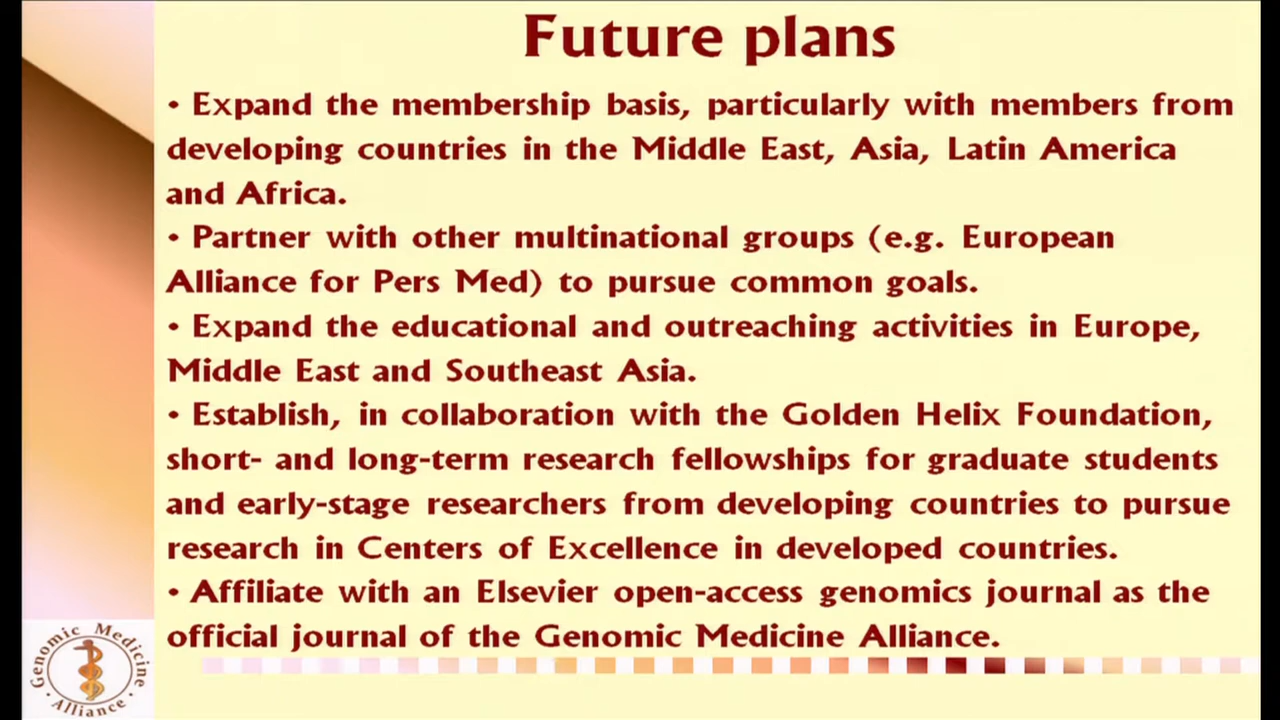 Future plans
• Expand the membership basis, particularly with members from
developing countries in the Middle East, Asia, Latin America
and Africa.
• Partner with other multinational groups (e.g. European
Alliance for Pers Med) to pursue common goals.
• Expand the educational and outreaching activities in Europe,
Middle East and Southeast Asia.
• Establish, in collaboration with the Golden Helix Foundation,
short- and long-term research fellowships for graduate students
and early-stage researchers from developing countries to pursue
research in Centers of Excellence in developed countries.
• Affiliate with an Elsevier open-access genomics journal as the
official journal of the Genomic Medicine Alliance.
Genomic Medicine
• Alliance •